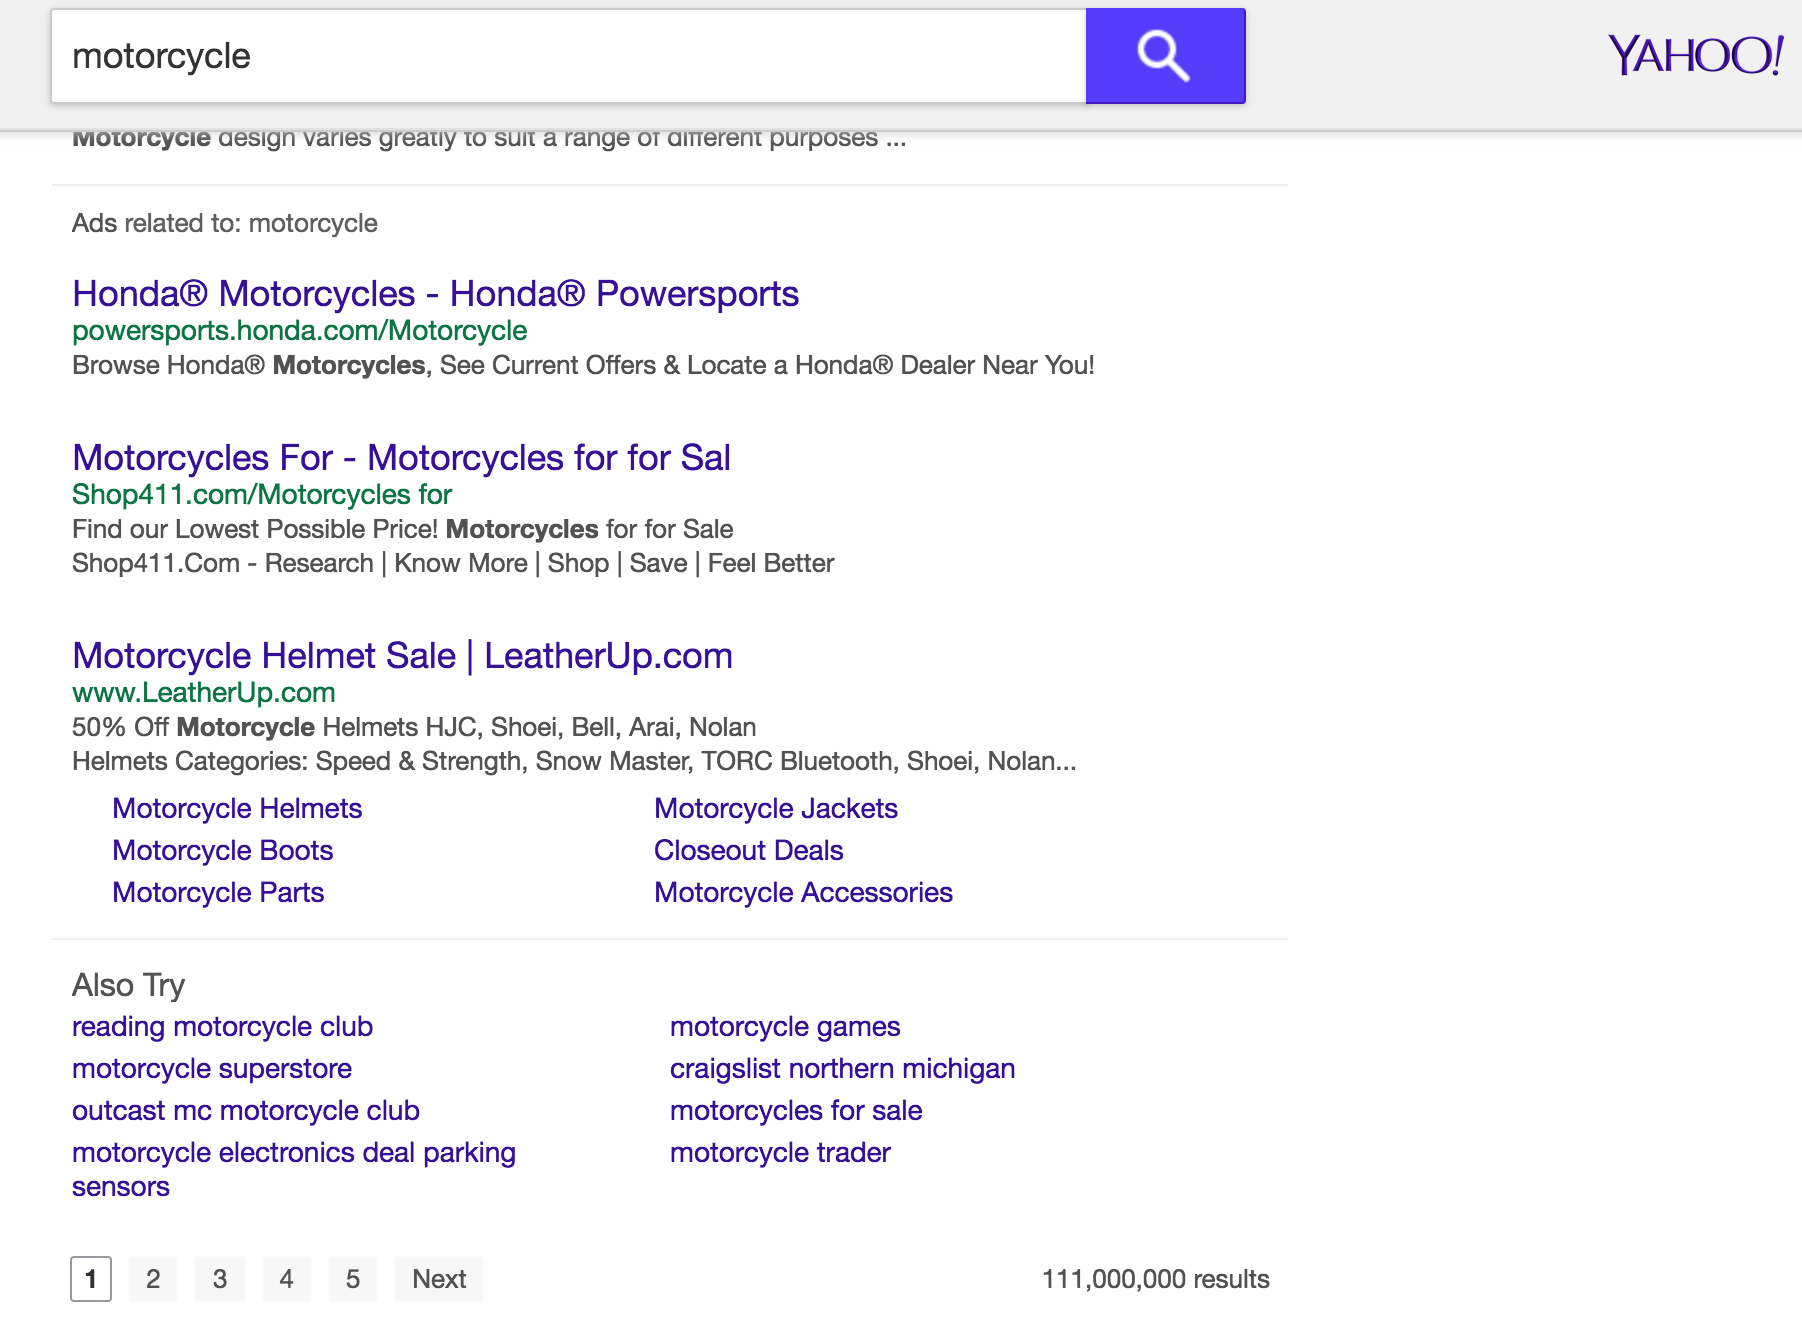 motorcycle
YAHOO!
Motorcycle design varies greatly to suit a range of different purposes ...
Ads related to: motorcycle
Honda® Motorcycles - Honda® Powersports
powersports.honda.com/Motorcycle
Browse Honda® Motorcycles, See Current Offers & Locate a Honda® Dealer Near You!
Motorcycles For - Motorcycles for for Sal
Shop411.com/Motorcycles for
Find our Lowest Possible Price! Motorcycles for for Sale
Shop411.Com - Research | Know More | Shop | Save | Feel Better
Motorcycle Helmet Sale | LeatherUp.com
www.LeatherUp.com
50% Off Motorcycle Helmets HJC, Shoei, Bell, Arai, Nolan
Helmets Categories: Speed & Strength, Snow Master, TORC Bluetooth, Shoei, Nolan...
Motorcycle Helmets Motorcycle Jackets
Motorcycle Boots Closeout Deals
Motorcycle Parts Motorcycle Accessories
Also Try
reading motorcycle club motorcycle games
motorcycle superstore craigslist northern michigan
outcast mc motorcycle club motorcycles for sale
motorcycle electronics deal parking motorcycle trader
sensors
1 2 3 4 5 Next 111,000,000 results